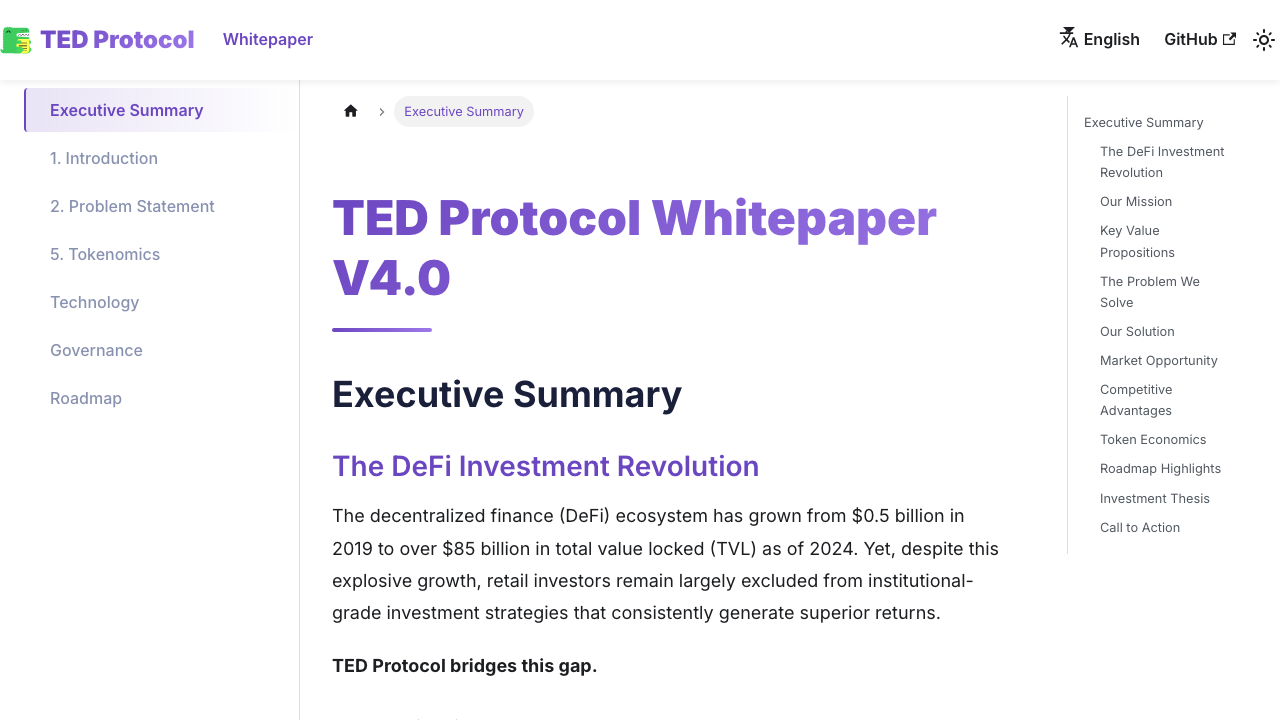 TED Protocol
Whitepaper
English
GitHub
Executive Summary
1. Introduction
2. Problem Statement
5. Tokenomics
Technology
Governance
Roadmap
Executive Summary
TED Protocol Whitepaper
V4.0
Executive Summary
The DeFi Investment Revolution
The decentralized finance (DeFi) ecosystem has grown from $0.5 billion in
2019 to over $85 billion in total value locked (TVL) as of 2024. Yet, despite this
explosive growth, retail investors remain largely excluded from institutional-
grade investment strategies that consistently generate superior returns.
TED Protocol bridges this gap.
Executive Summary
The DeFi Investment
Revolution
Our Mission
Key Value
Propositions
The Problem We
Solve
Our Solution
Market Opportunity
Competitive
Advantages
Token Economics
Roadmap Highlights
Investment Thesis
Call to Action